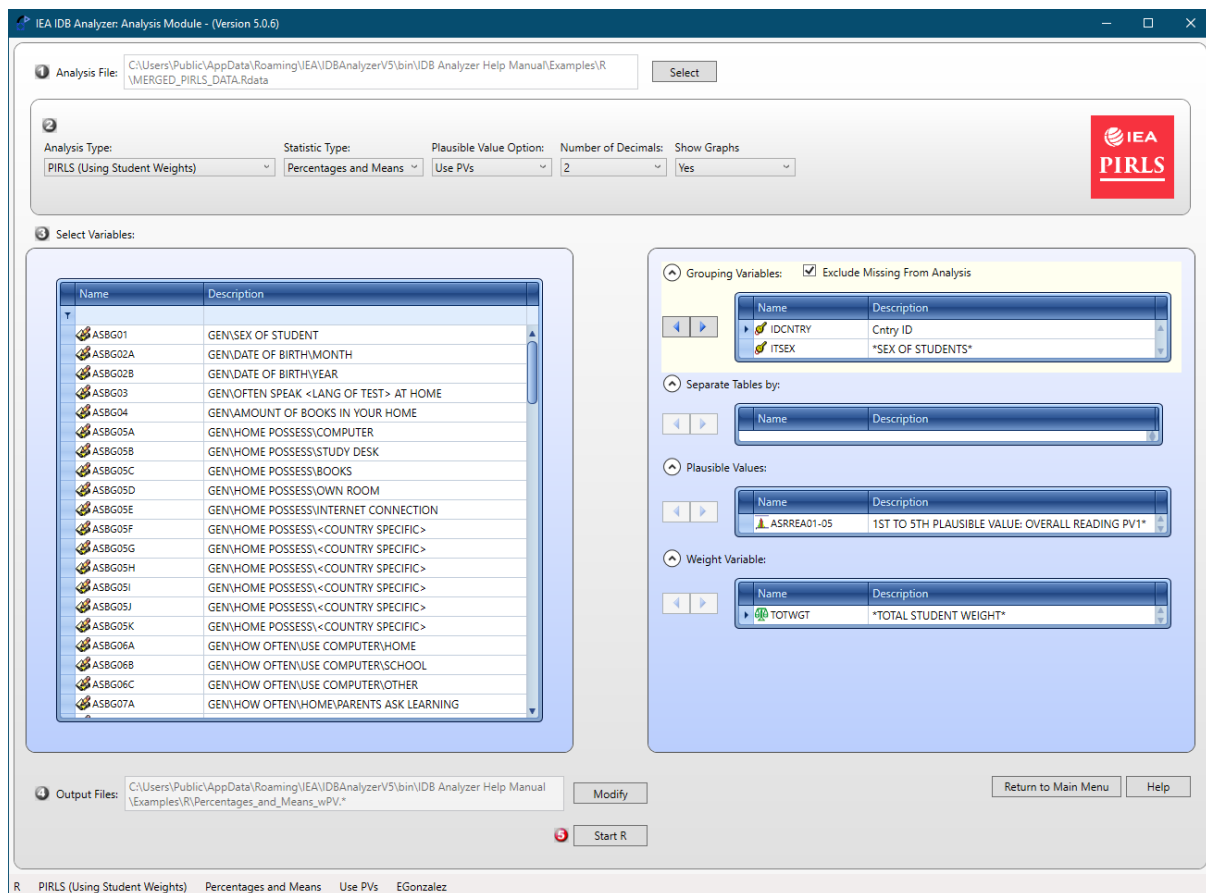 IEA IDB Analyzer: Analysis Module - (Version 5.0.6)
1 Analysis File:
C:\Users\Public\AppData\Roaming\IEA\IDBAnalyzerV5\bin\IDB Analyzer Help Manual\Examples\R
\MERGED_PIRLS_DATA.Rdata
Select
2
Analysis Type: Statistic Type: Plausible Value Option: Number of Decimals: Show Graphs
PIRLS (Using Student Weights) Percentages and Means Use PVs 2 Yes
IEA
PIRLS
3 Select Variables:
Name Description
ASBG01 GEN\SEX OF STUDENT
ASBG02A GEN\DATE OF BIRTH\MONTH
ASBG02B GEN\DATE OF BIRTH\YEAR
ASBG03 GEN\OFTEN SPEAK <LANG OF TEST> AT HOME
ASBG04 GEN\AMOUNT OF BOOKS IN YOUR HOME
ASBG05A GEN\HOME POSSESS\COMPUTER
ASBG05B GEN\HOME POSSESS\STUDY DESK
ASBG05C GEN\HOME POSSESS\BOOKS
ASBG05D GEN\HOME POSSESS\OWN ROOM
ASBG05E GEN\HOME POSSESS\INTERNET CONNECTION
ASBG05F GEN\HOME POSSESS\<COUNTRY SPECIFIC>
ASBG05G GEN\HOME POSSESS\<COUNTRY SPECIFIC>
ASBG05H GEN\HOME POSSESS\<COUNTRY SPECIFIC>
ASBG05I GEN\HOME POSSESS\<COUNTRY SPECIFIC>
ASBG05J GEN\HOME POSSESS\<COUNTRY SPECIFIC>
ASBG05K GEN\HOME POSSESS\<COUNTRY SPECIFIC>
ASBG06A GEN\HOW OFTEN\USE COMPUTER\HOME
ASBG06B GEN\HOW OFTEN\USE COMPUTER\SCHOOL
ASBG06C GEN\HOW OFTEN\USE COMPUTER\OTHER
ASBG07A GEN\HOW OFTEN\HOME\PARENTS ASK LEARNING
Grouping Variables: Exclude Missing From Analysis
Name Description
IDCNTRY Cntry ID
ITSEX *SEX OF STUDENTS*
Separate Tables by:
Name Description
Plausible Values:
Name Description
ASRREA01-05 1ST TO 5TH PLAUSIBLE VALUE: OVERALL READING PV1*
Weight Variable:
Name Description
TOTWGT *TOTAL STUDENT WEIGHT*
4 Output Files:
C:\Users\Public\AppData\Roaming\IEA\IDBAnalyzerV5\bin\IDB Analyzer Help Manual
\Examples\R\Percentages_and_Means_wPV.*
Modify
Return to Main Menu Help
5 Start R
R PIRLS (Using Student Weights) Percentages and Means Use PVs EGonzalez